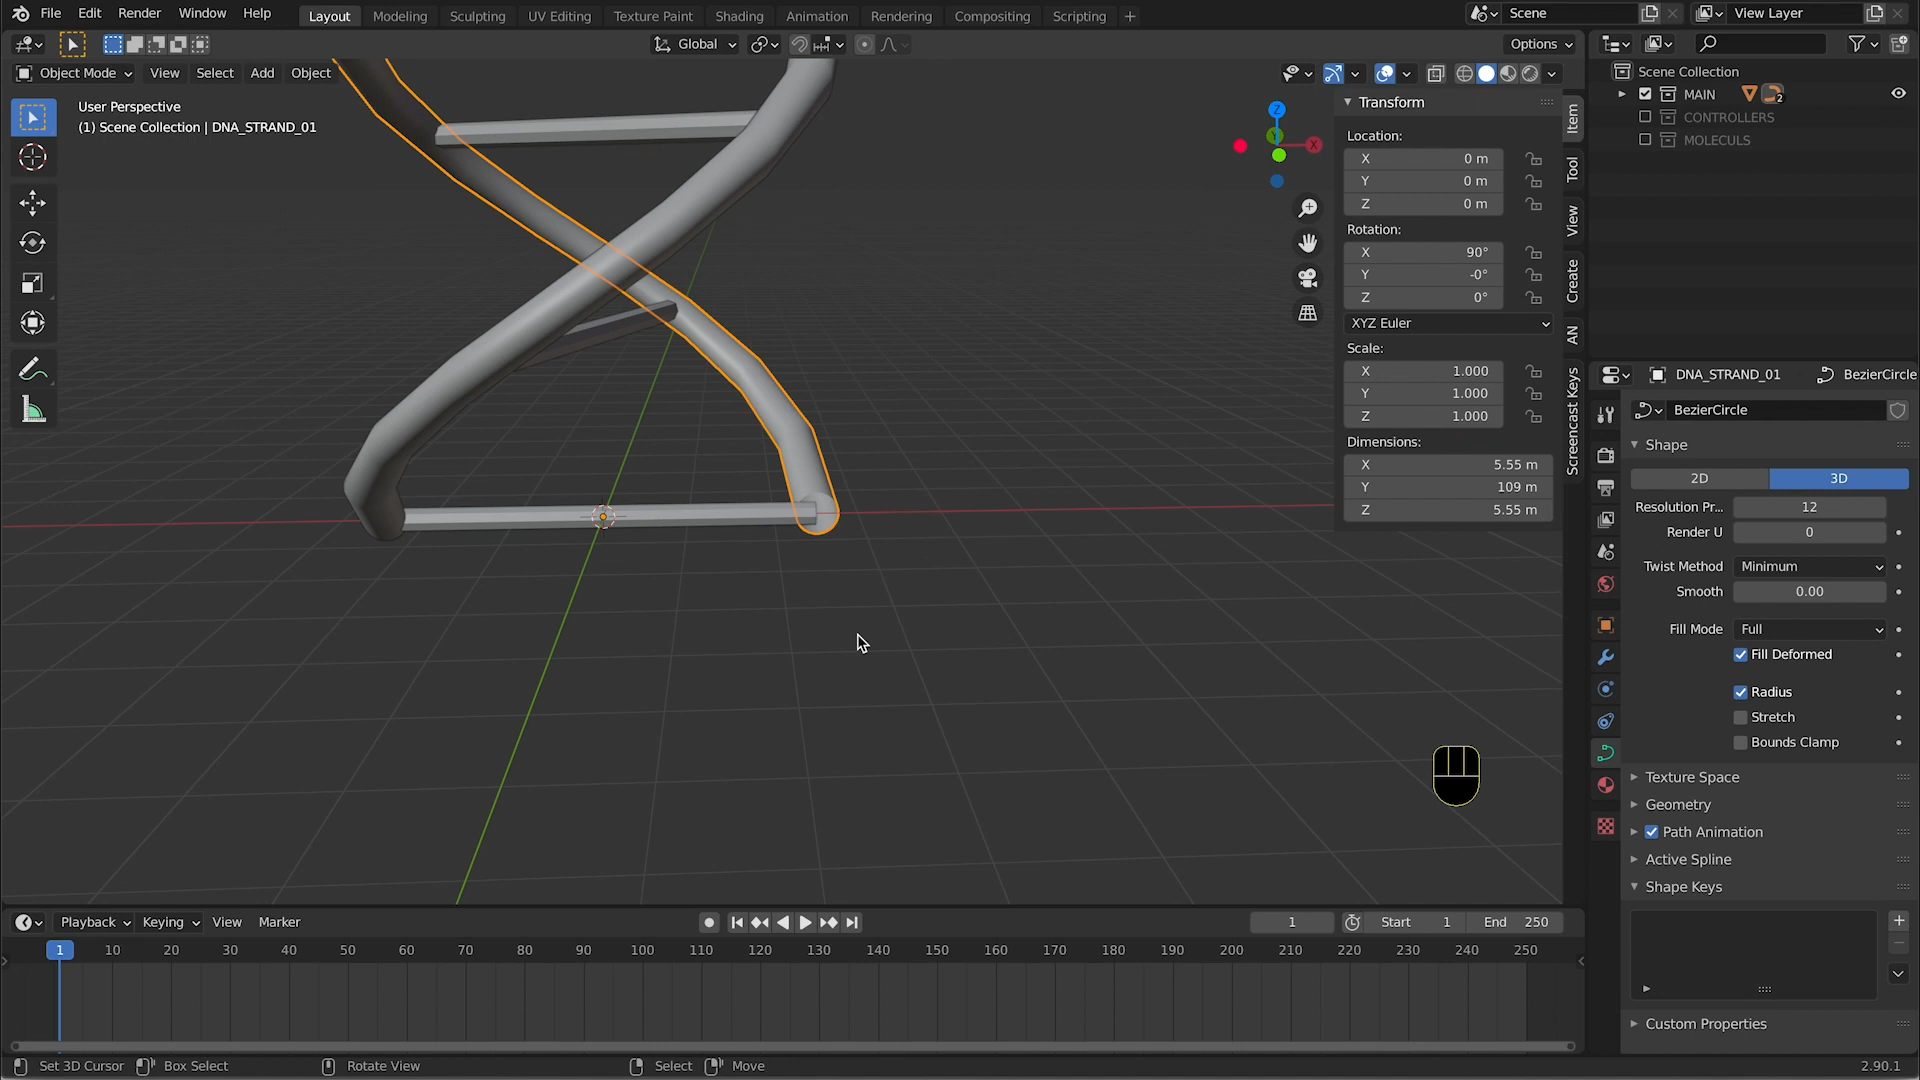 File Edit Render Window Help Layout Modeling Sculpting UV Editing Texture Paint Shading Animation Rendering Compositing Scripting + Scene View Layer
Global Options
Object Mode View Select Add Object
User Perspective
(1) Scene Collection | DNA_STRAND_01
Z
X
Transform
Location:
X 0 m
Y 0 m
Z 0 m
Rotation:
X 90°
Y -0°
Z 0°
XYZ Euler
Scale:
X 1.000
Y 1.000
Z 1.000
Dimensions:
X 5.55 m
Y 109 m
Z 5.55 m
Item
Tool
View
Create
AN
Screencast Keys
Scene Collection
MAIN 2
CONTROLLERS
MOLECULS
DNA_STRAND_01 BezierCircle
BezierCircle
Shape
2D 3D
Resolution Pr... 12
Render U 0
Twist Method Minimum
Smooth 0.00
Fill Mode Full
Fill Deformed
Radius
Stretch
Bounds Clamp
Texture Space
Geometry
Path Animation
Active Spline
Shape Keys
Custom Properties
Playback Keying View Marker 1 Start 1 End 250
1 10 20 30 40 50 60 70 80 90 100 110 120 130 140 150 160 170 180 190 200 210 220 230 240 250
Set 3D Cursor Box Select Rotate View Select Move 2.90.1